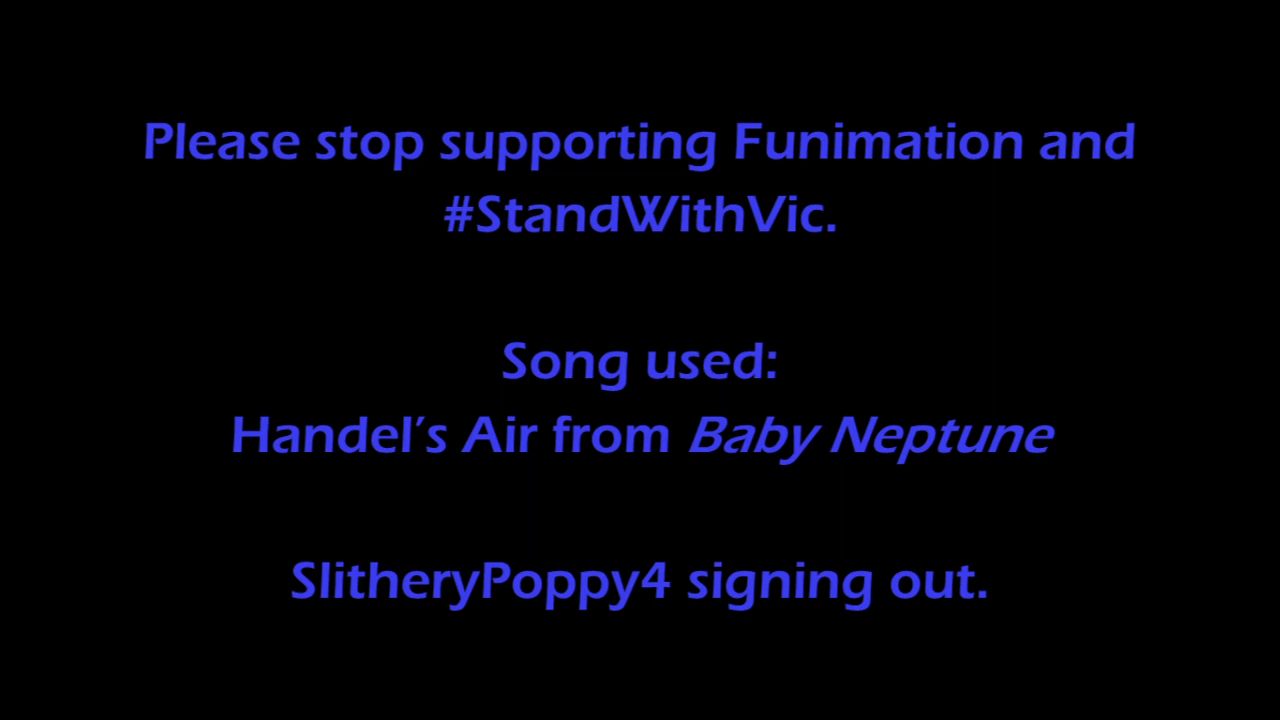 Please stop supporting Funimation and
#StandWithVic.
Song used:
Handel’s Air from Baby Neptune
SlitheryPoppy4 signing out.